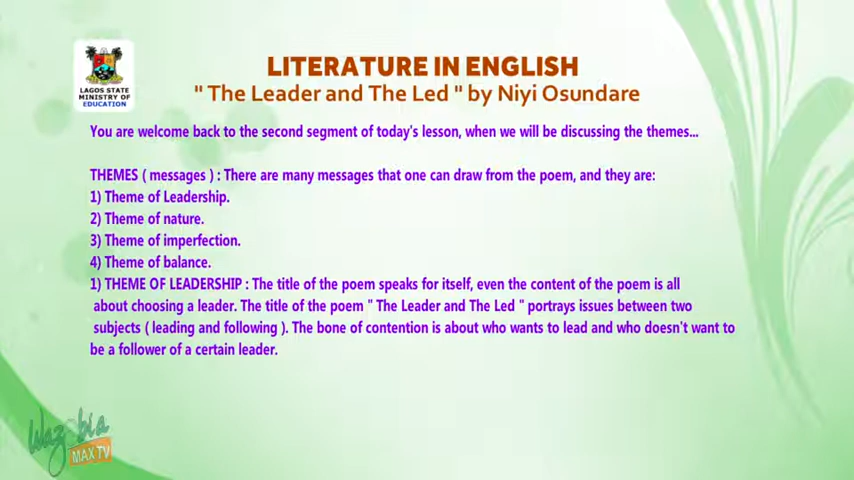 LITERATURE IN ENGLISH
LAGOS STATE
MINISTRY OF
EDUCATION
" The Leader and The Led " by Niyi Osundare
You are welcome back to the second segment of today's lesson, when we will be discussing the themes...
THEMES ( messages ) : There are many messages that one can draw from the poem, and they are:
1) Theme of Leadership.
2) Theme of nature.
3) Theme of imperfection.
4) Theme of balance.
1) THEME OF LEADERSHIP : The title of the poem speaks for itself, even the content of the poem is all
about choosing a leader. The title of the poem " The Leader and The Led " portrays issues between two
subjects ( leading and following ). The bone of contention is about who wants to lead and who doesn't want to
be a follower of a certain leader.
Wazobia
MAX TV